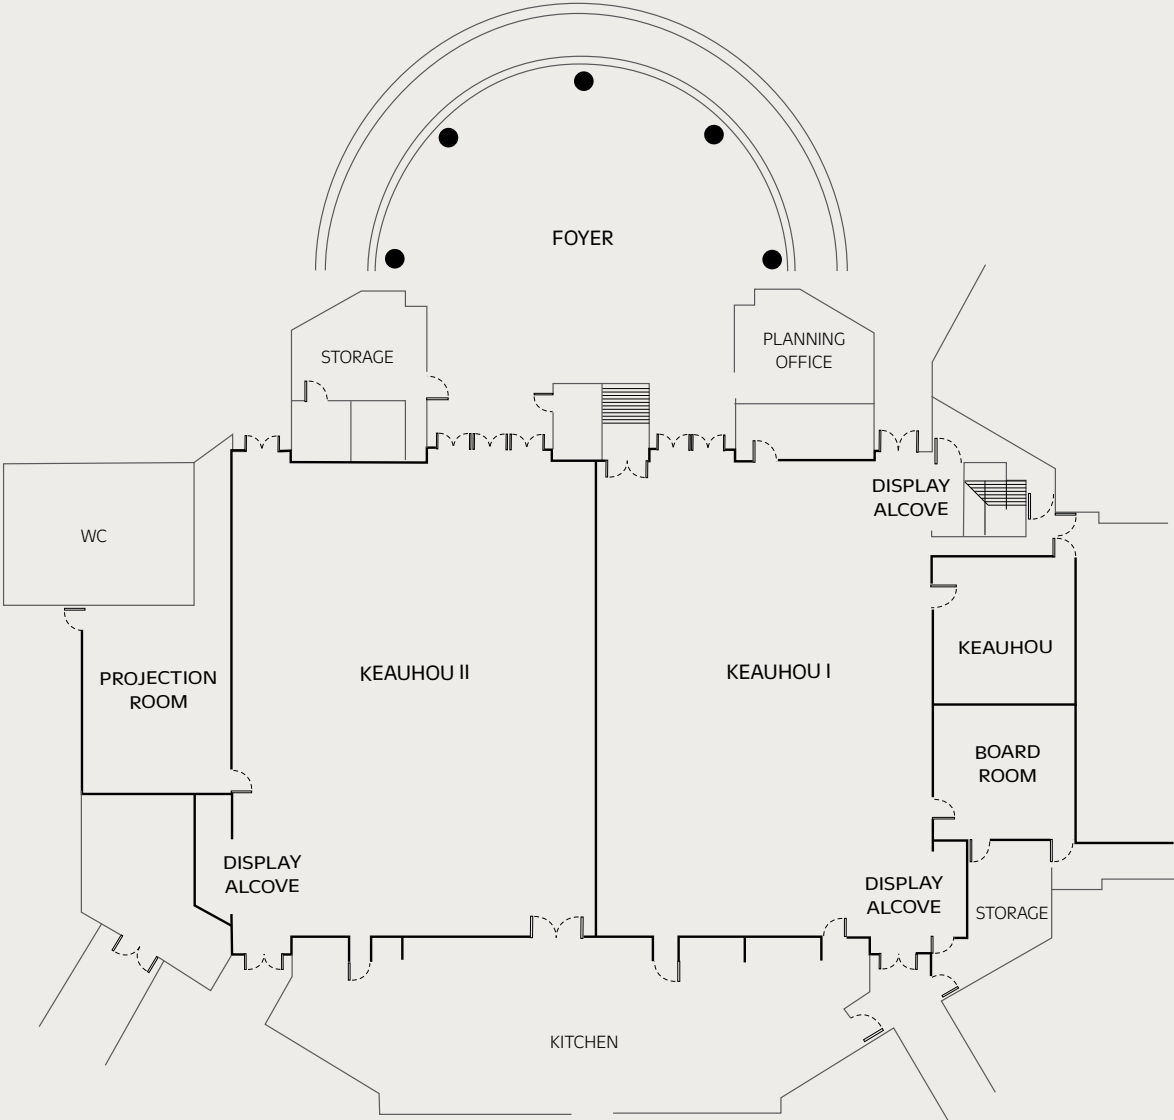 FOYER
STORAGE
PLANNING
OFFICE
DISPLAY
ALCOVE
WC
KEAUHOU
PROJECTION
ROOM
KEAUHOU II
KEAUHOU I
BOARD
ROOM
DISPLAY
ALCOVE
DISPLAY
ALCOVE
STORAGE
KITCHEN